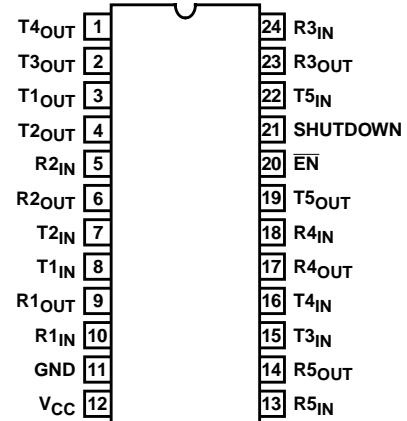 T4OUT 1 24 R3IN
T3OUT 2 23 R3OUT
T1OUT 3 22 T5IN
T2OUT 4 21 SHUTDOWN
R2IN 5 20 EN
R2OUT 6 19 T5OUT
T2IN 7 18 R4IN
T1IN 8 17 R4OUT
R1OUT 9 16 T4IN
R1IN 10 15 T3IN
GND 11 14 R5OUT
VCC 12 13 R5IN